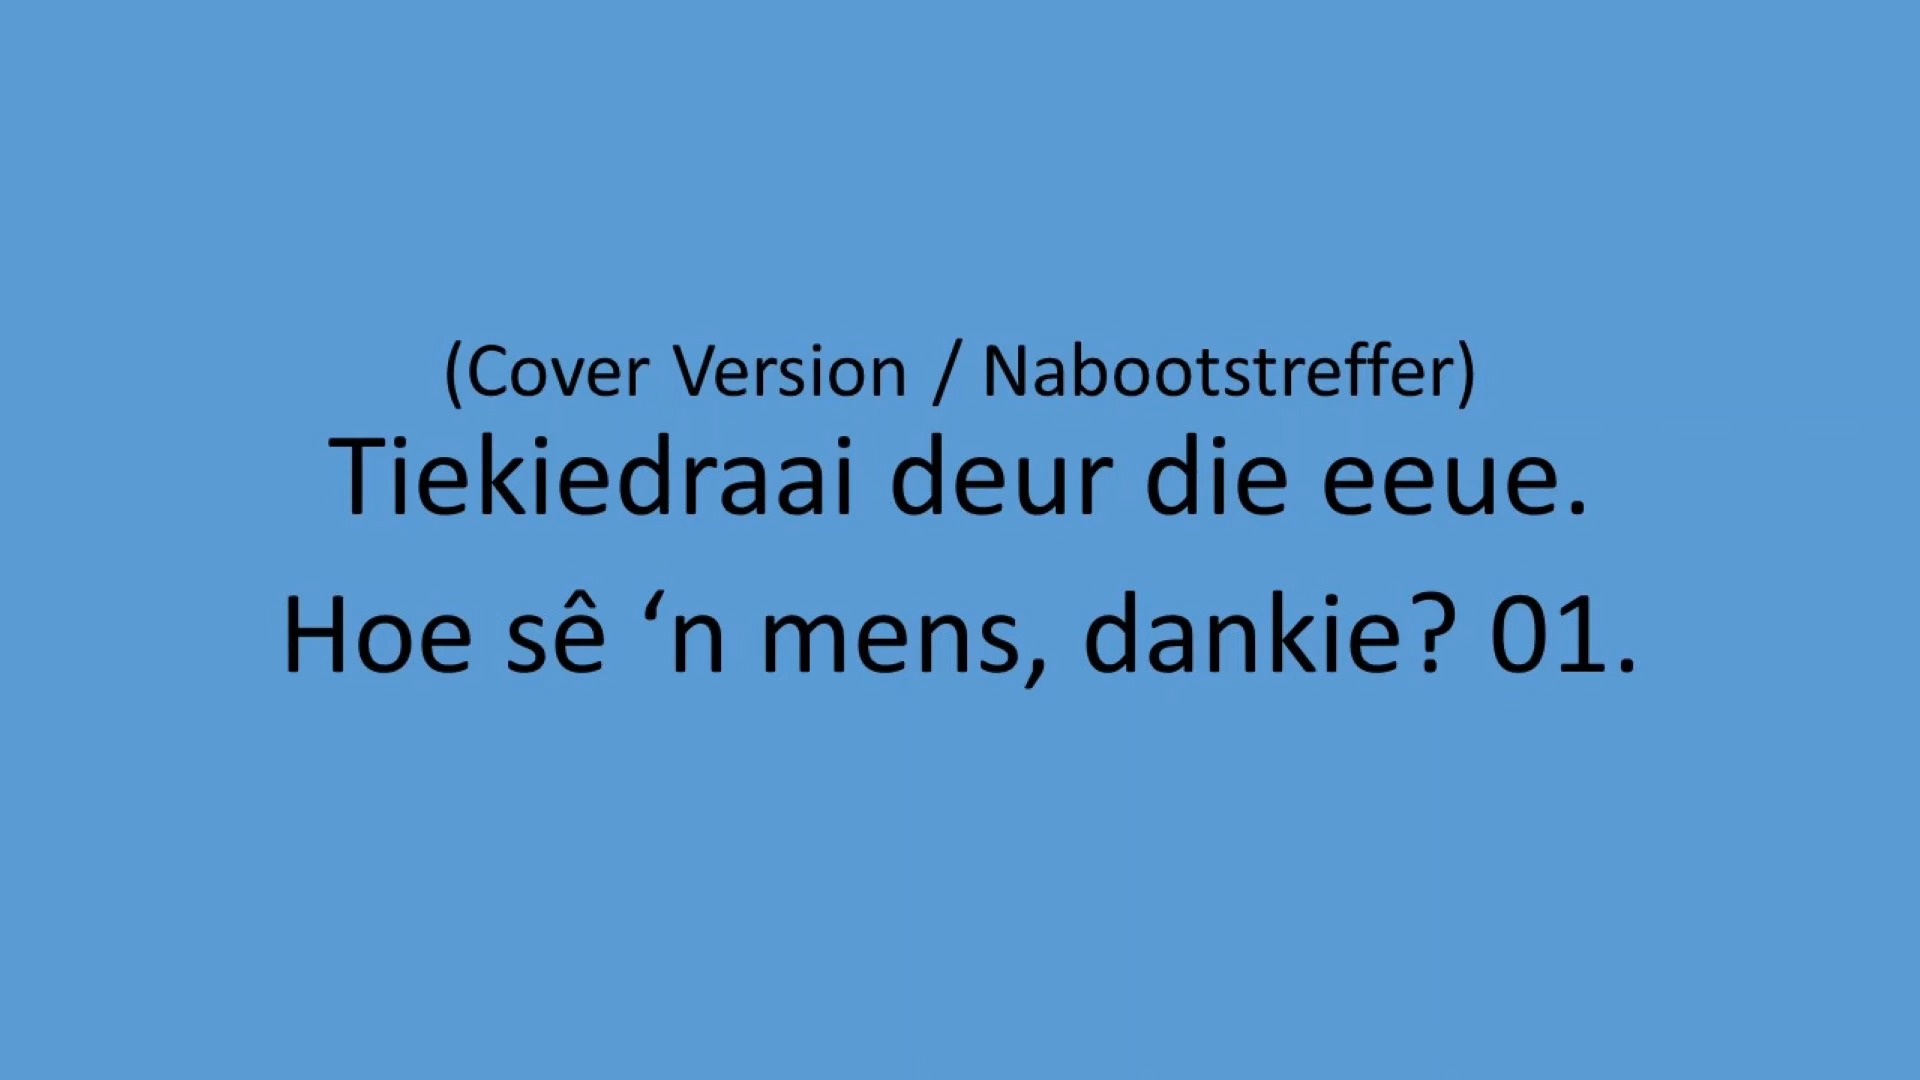 (Cover Version / Nabootstreffer)
Tiekiedraai deur die eeue.
Hoe sê ‘n mens, dankie? 01.